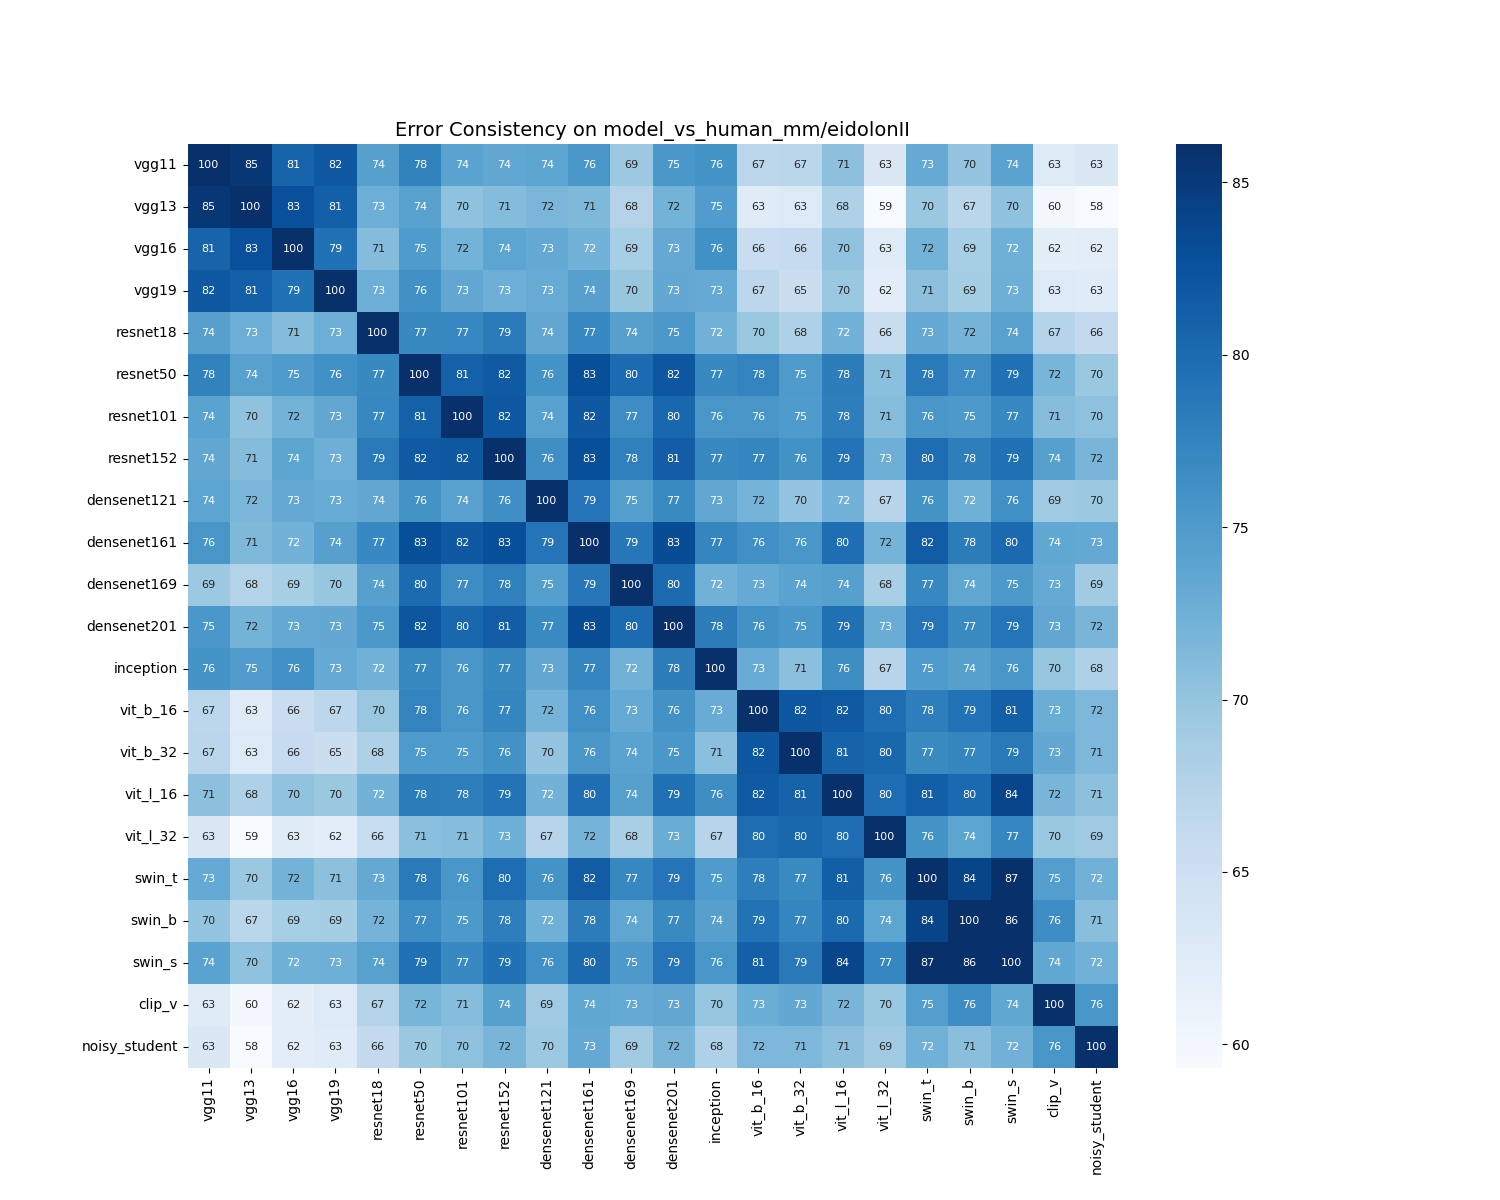 Error Consistency on model_vs_human_mm/eidolonII
vgg11 100 85 81 82 74 78 74 74 74 76 69 75 76 67 67 71 63 73 70 74 63 63
vgg13 85 100 83 81 73 74 70 71 72 71 68 72 75 63 63 68 59 70 67 70 60 58
vgg16 81 83 100 79 71 75 72 74 73 72 69 73 76 66 66 70 63 72 69 72 62 62
vgg19 82 81 79 100 73 76 73 73 73 74 70 73 73 67 65 70 62 71 69 73 63 63
resnet18 74 73 71 73 100 77 77 79 74 77 74 75 72 70 68 72 66 73 72 74 67 66
resnet50 78 74 75 76 77 100 81 82 76 83 80 82 77 78 75 78 71 78 77 79 72 70
resnet101 74 70 72 73 77 81 100 82 74 82 77 80 76 76 75 78 71 76 75 77 71 70
resnet152 74 71 74 73 79 82 82 100 76 83 78 81 77 77 76 79 73 80 78 79 74 72
densenet121 74 72 73 73 74 76 74 76 100 79 75 77 73 72 70 72 67 76 72 76 69 70
densenet161 76 71 72 74 77 83 82 83 79 100 79 83 77 76 76 80 72 82 78 80 74 73
densenet169 69 68 69 70 74 80 77 78 75 79 100 80 72 73 74 74 68 77 74 75 73 69
densenet201 75 72 73 73 75 82 80 81 77 83 80 100 78 76 75 79 73 79 77 79 73 72
inception 76 75 76 73 72 77 76 77 73 77 72 78 100 73 71 76 67 75 74 76 70 68
vit_b_16 67 63 66 67 70 78 76 77 72 76 73 76 73 100 82 82 80 78 79 81 73 72
vit_b_32 67 63 66 65 68 75 75 76 70 76 74 75 71 82 100 81 80 77 77 79 73 71
vit_l_16 71 68 70 70 72 78 78 79 72 80 74 79 76 82 81 100 80 81 80 84 72 71
vit_l_32 63 59 63 62 66 71 71 73 67 72 68 73 67 80 80 80 100 76 74 77 70 69
swin_t 73 70 72 71 73 78 76 80 76 82 77 79 75 78 77 81 76 100 84 87 75 72
swin_b 70 67 69 69 72 77 75 78 72 78 74 77 74 79 77 80 74 84 100 86 76 71
swin_s 74 70 72 73 74 79 77 79 76 80 75 79 76 81 79 84 77 87 86 100 74 72
clip_v 63 60 62 63 67 72 71 74 69 74 73 73 70 73 73 72 70 75 76 74 100 76
noisy_student 63 58 62 63 66 70 70 72 70 73 69 72 68 72 71 71 69 72 71 72 76 100
vgg11 vgg13 vgg16 vgg19 resnet18 resnet50 resnet101 resnet152 densenet121 densenet161 densenet169 densenet201 inception vit_b_16 vit_b_32 vit_l_16 vit_l_32 swin_t swin_b swin_s clip_v noisy_student
85
80
75
70
65
60